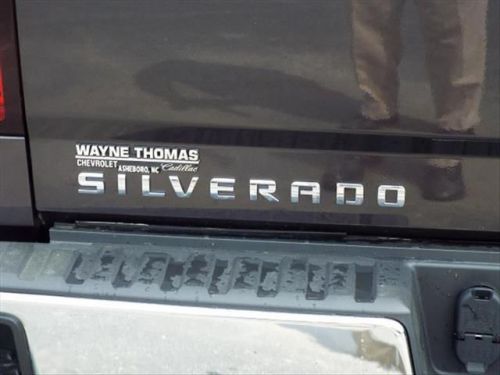 WAYNE THOMAS
CHEVROLET Cadillac
ASHEBORO, NC
SILVERADO